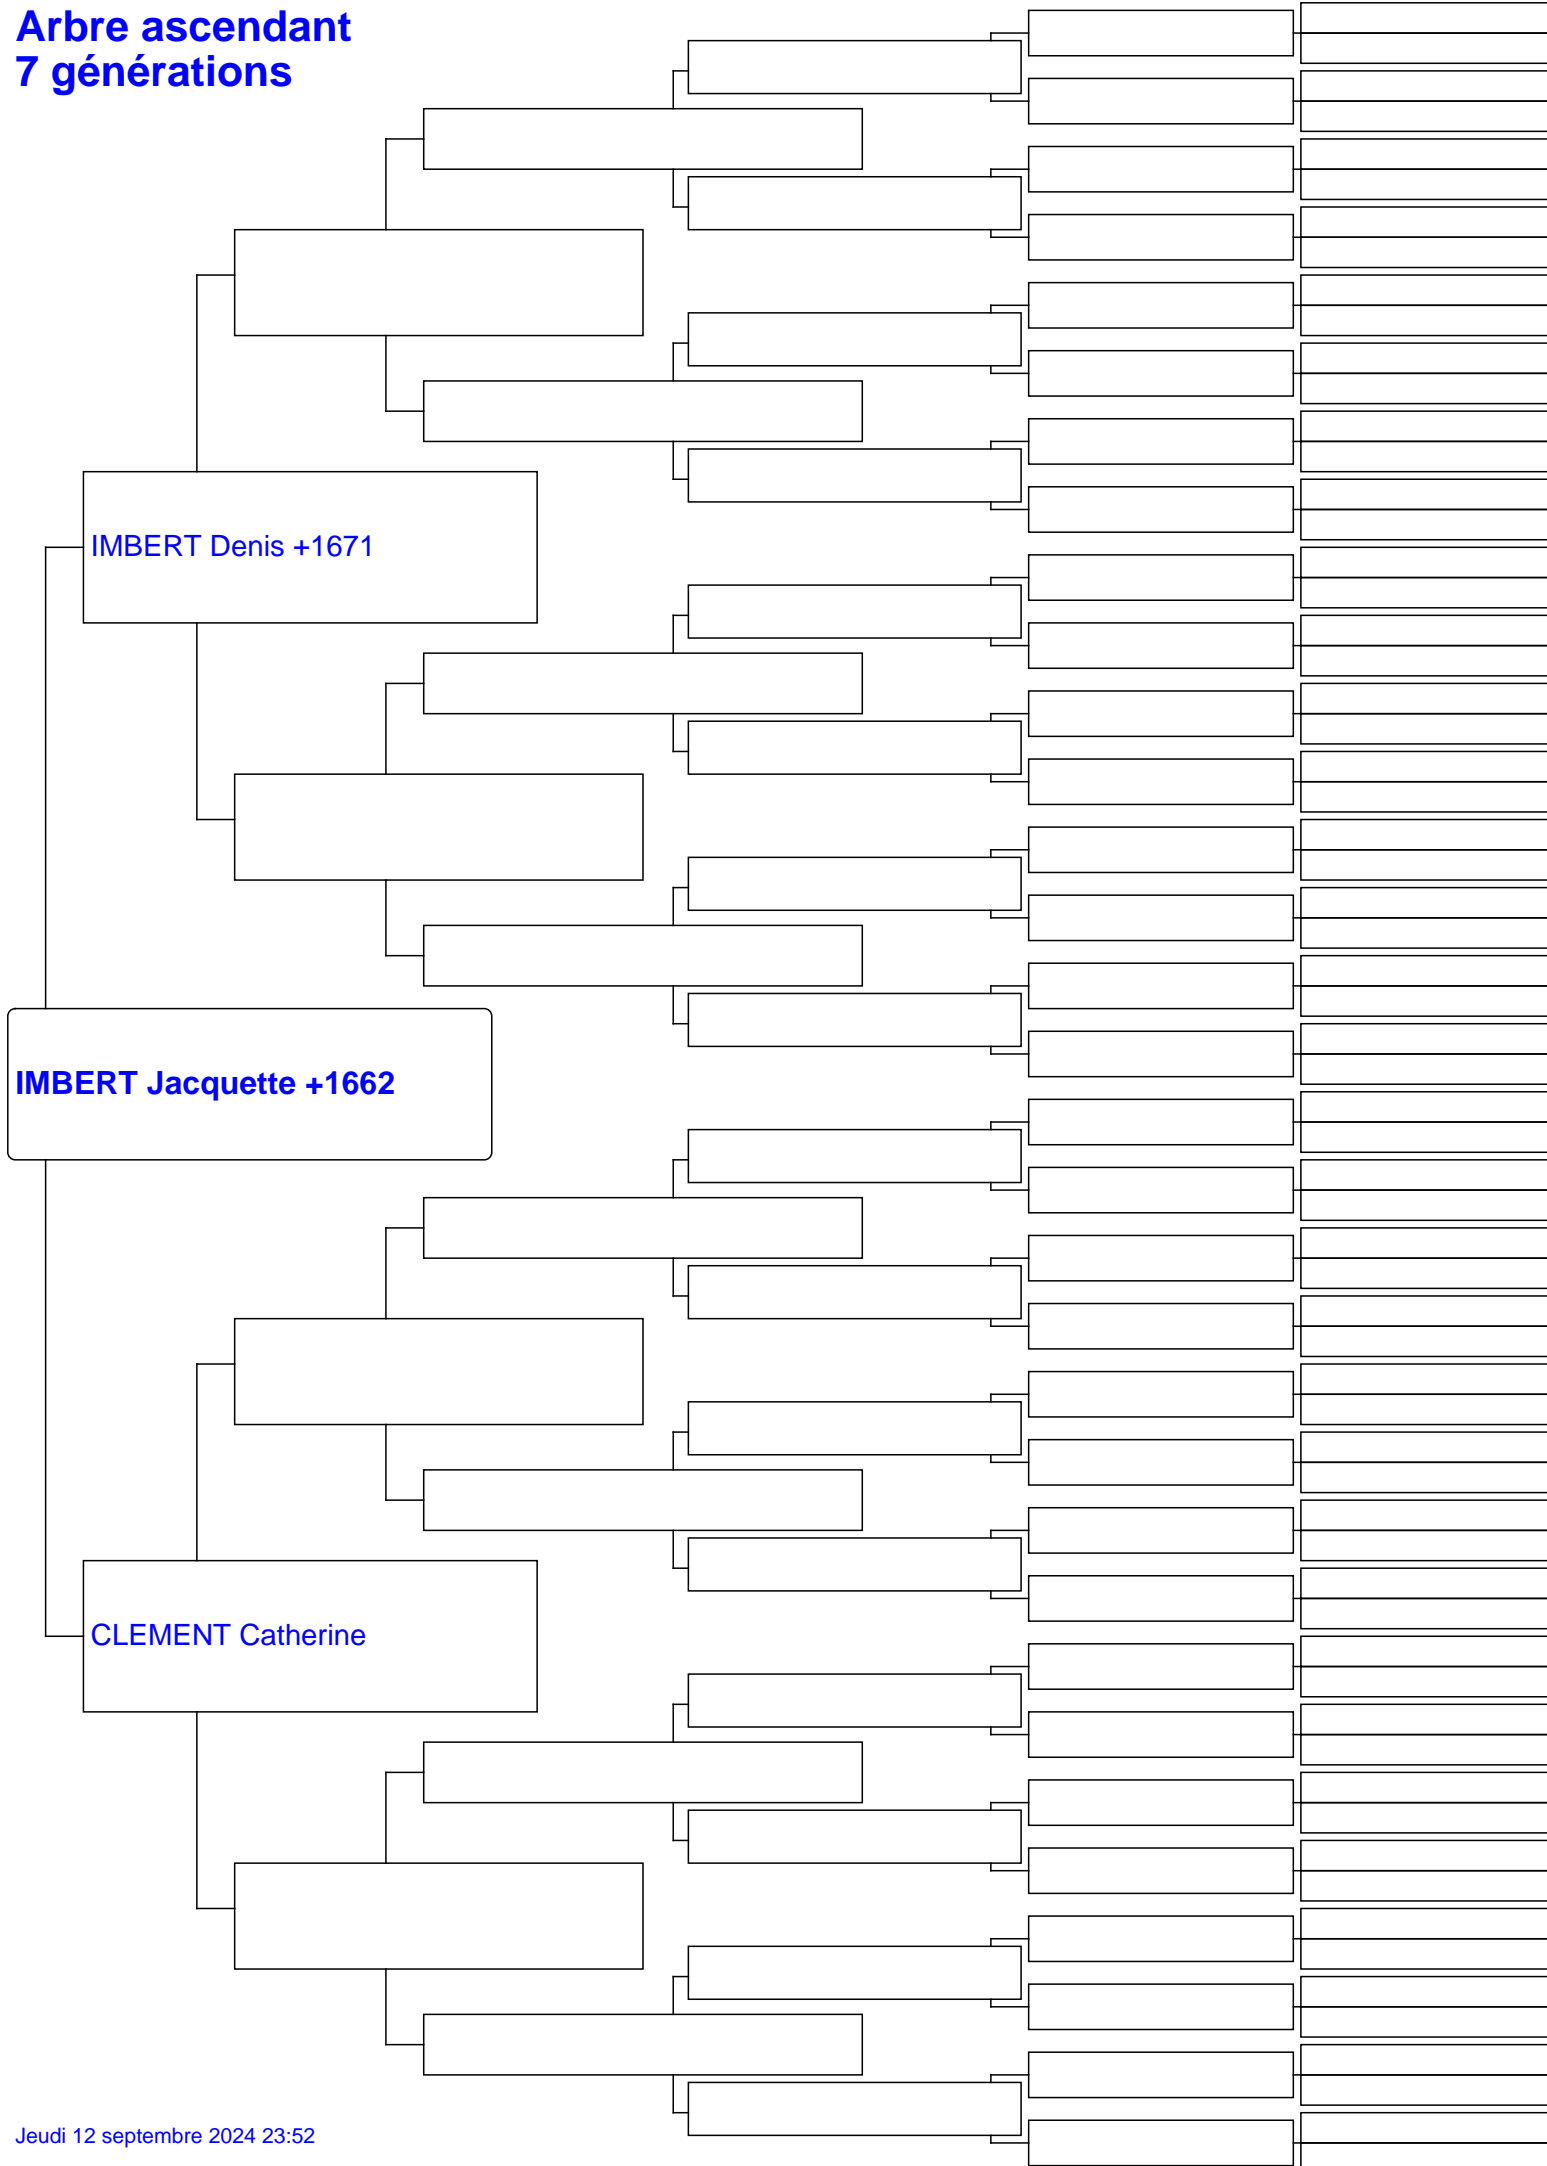 Arbre ascendant
7 générations
IMBERT Denis +1671
IMBERT Jacquette +1662
CLEMENT Catherine
Jeudi 12 septembre 2024 23:52